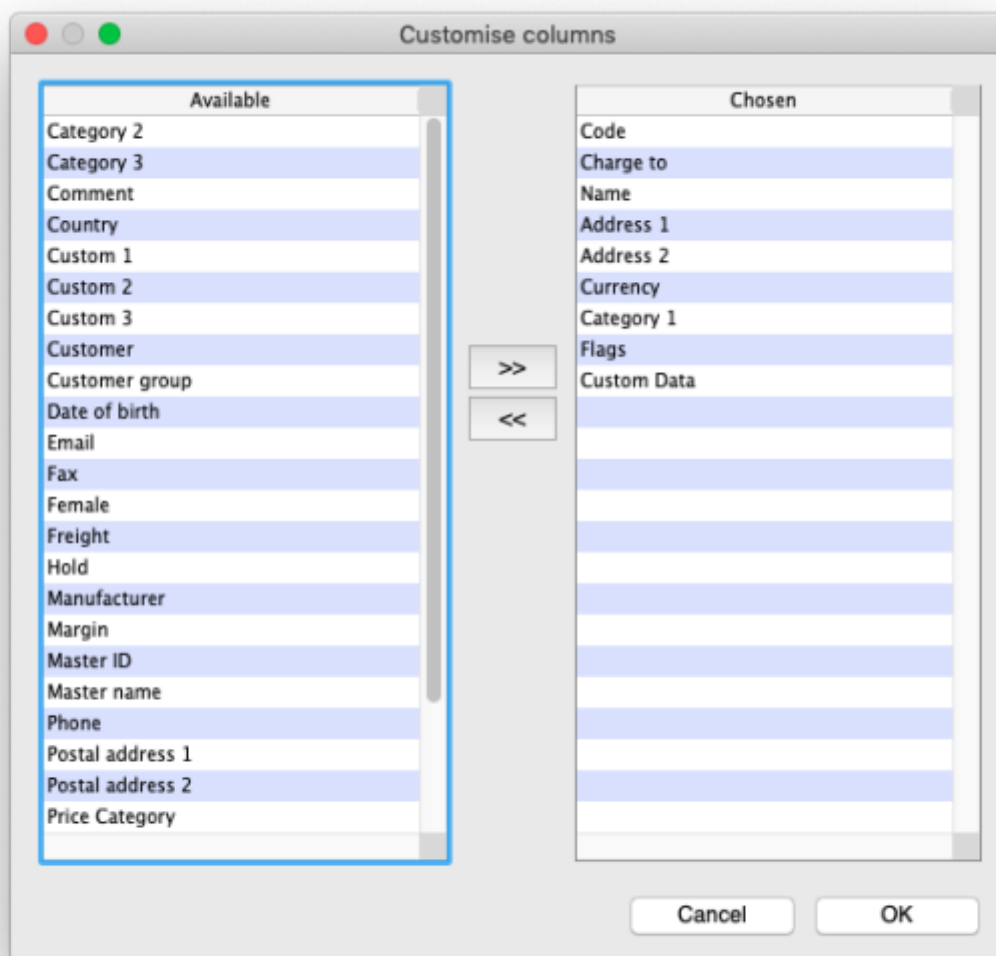 Customise columns
Available
Category 2
Category 3
Comment
Country
Custom 1
Custom 2
Custom 3
Customer
Customer group
Date of birth
Email
Fax
Female
Freight
Hold
Manufacturer
Margin
Master ID
Master name
Phone
Postal address 1
Postal address 2
Price Category
>>
<<
Chosen
Code
Charge to
Name
Address 1
Address 2
Currency
Category 1
Flags
Custom Data
Cancel
OK